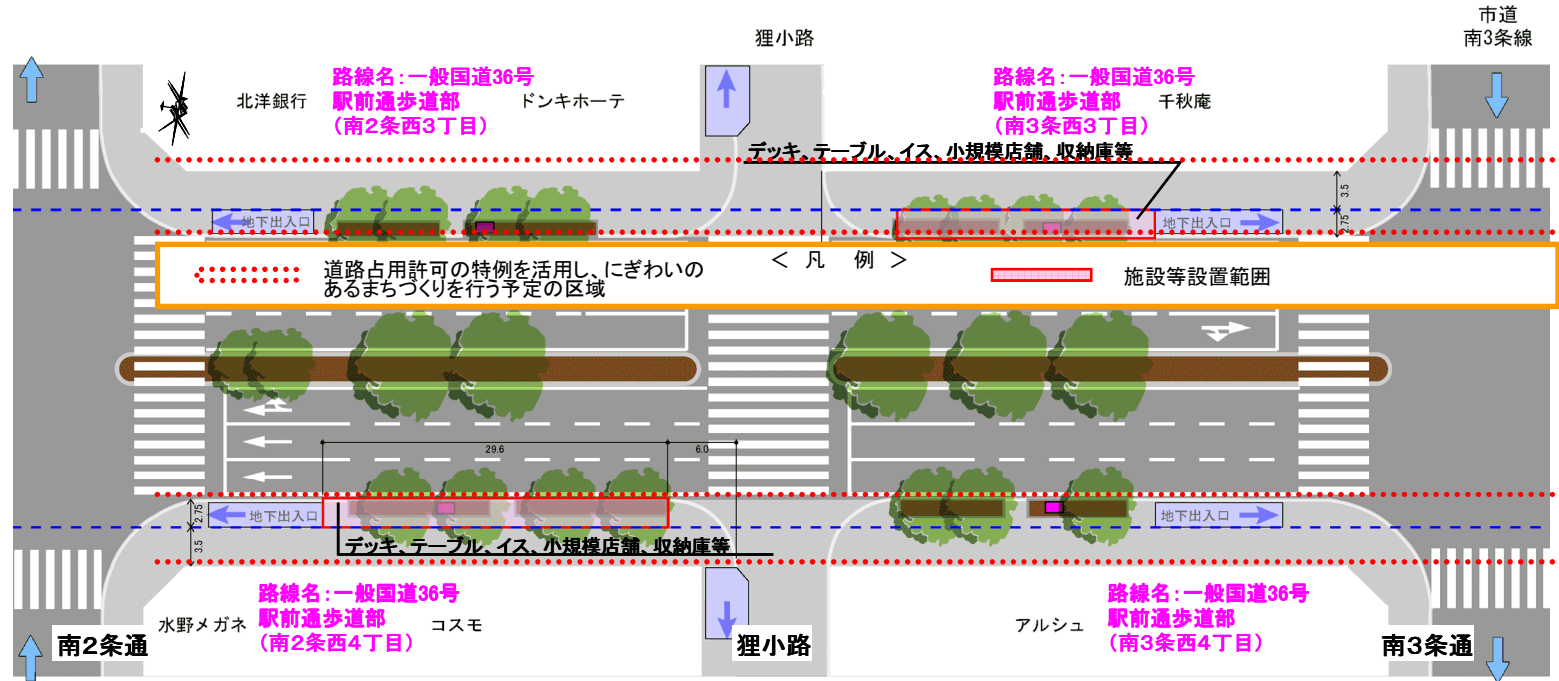 市道
南3条線
狸小路
路線名：一般国道36号
駅前通歩道部
（南2条西3丁目）
北洋銀行
ドンキホーテ
路線名：一般国道36号
駅前通歩道部
（南3条西3丁目）
千秋庵
デッキ、テーブル、イス、小規模店舗、収納庫等
3.5
2.75
地下出入口
地下出入口
＜ 凡 例 ＞
道路占用許可の特例を活用し、にぎわいの
あるまちづくりを行う予定の区域
施設等設置範囲
29.6
6.0
2.75
3.5
地下出入口
地下出入口
デッキ、テーブル、イス、小規模店舗、収納庫等
路線名：一般国道36号
駅前通歩道部
（南2条西4丁目）
水野メガネ
コスモ
路線名：一般国道36号
駅前通歩道部
（南3条西4丁目）
アルシュ
南2条通
狸小路
南3条通